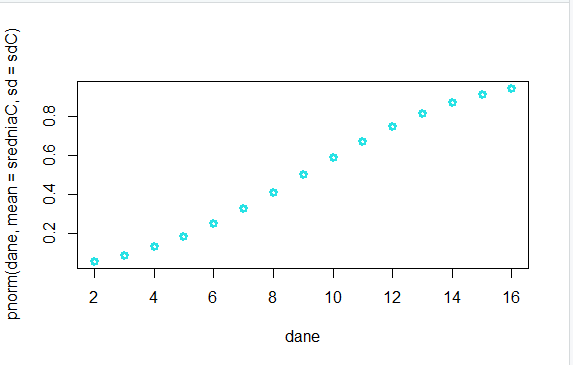 pnorm(dane, mean = sredniaC, sd = sdC)
0.8
0.6
0.4
0.2
2 4 6 8 10 12 14 16
dane